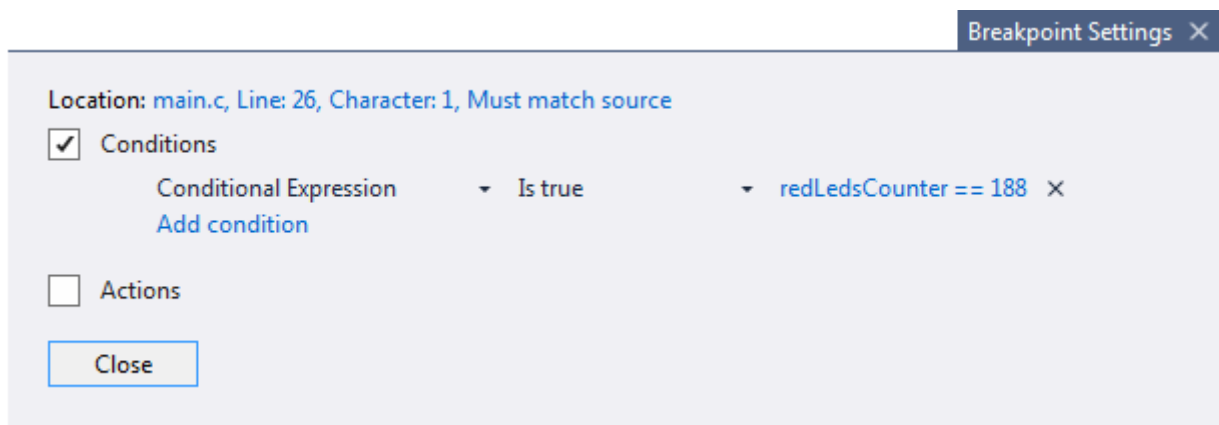 Breakpoint Settings
Location: main.c, Line: 26, Character: 1, Must match source
Conditions
Conditional Expression Is true redLedsCounter == 188
Add condition
Actions
Close